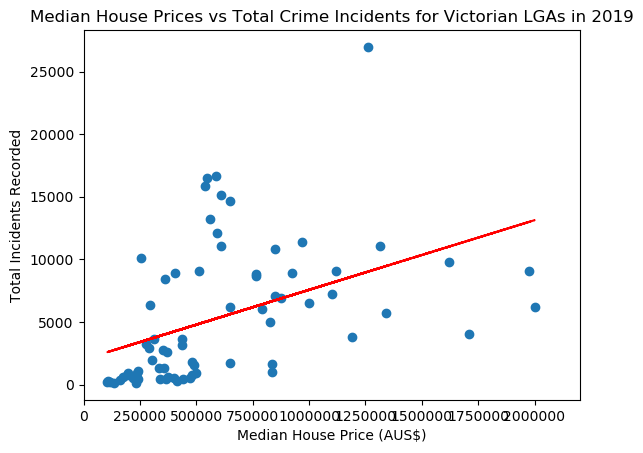 Median House Prices vs Total Crime Incidents for Victorian LGAs in 2019
Total Incidents Recorded
25000
20000
15000
10000
5000
0
0 250000 500000 750000 1000000 1250000 1500000 1750000 2000000
Median House Price (AUS$)